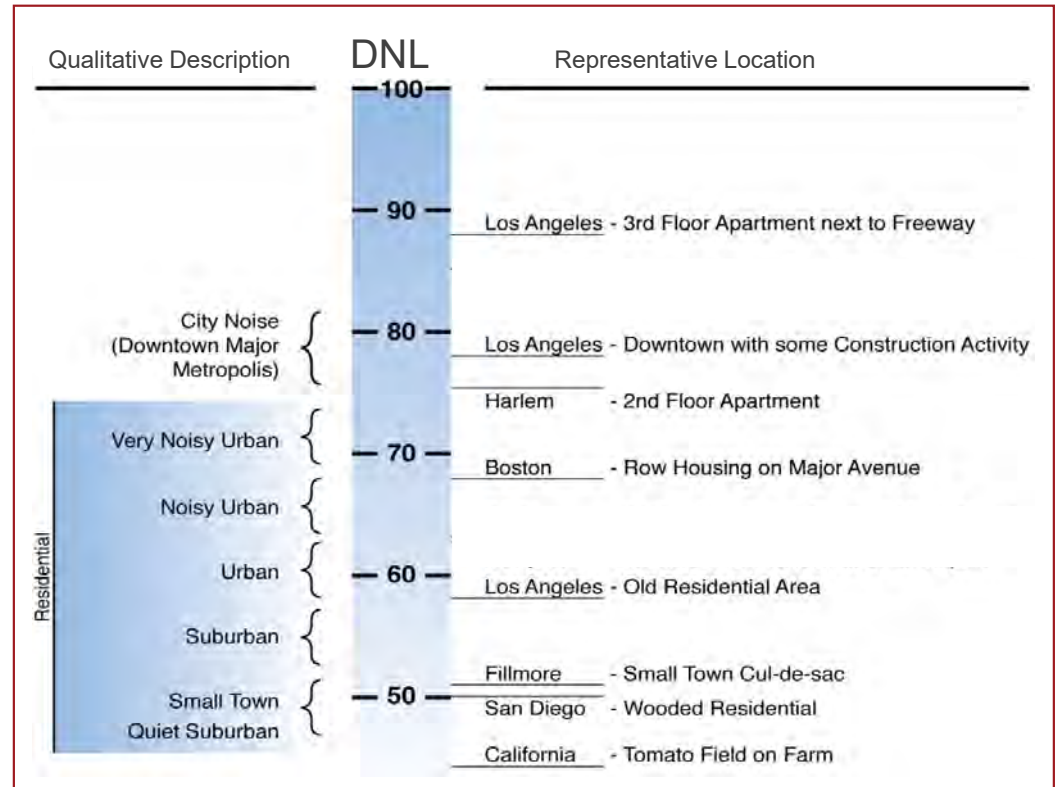 Qualitative Description DNL Representative Location
100
90
Los Angeles - 3rd Floor Apartment next to Freeway
City Noise
(Downtown Major
Metropolis)
80
Los Angeles - Downtown with some Construction Activity
Harlem - 2nd Floor Apartment
Residential
Very Noisy Urban
70
Boston - Row Housing on Major Avenue
Noisy Urban
Urban
60
Los Angeles - Old Residential Area
Suburban
Fillmore - Small Town Cul-de-sac
Small Town
Quiet Suburban
50
San Diego - Wooded Residential
California - Tomato Field on Farm